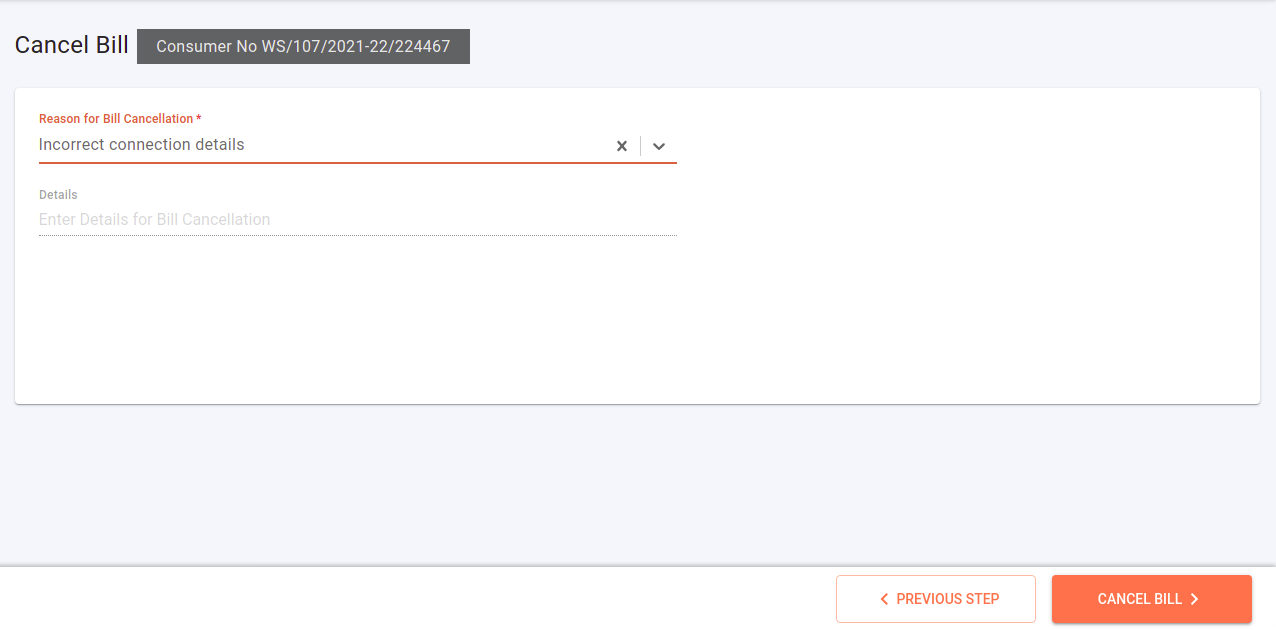 Cancel Bill Consumer No WS/107/2021-22/224467
Reason for Bill Cancellation *
Incorrect connection details
Details
Enter Details for Bill Cancellation
PREVIOUS STEP CANCEL BILL